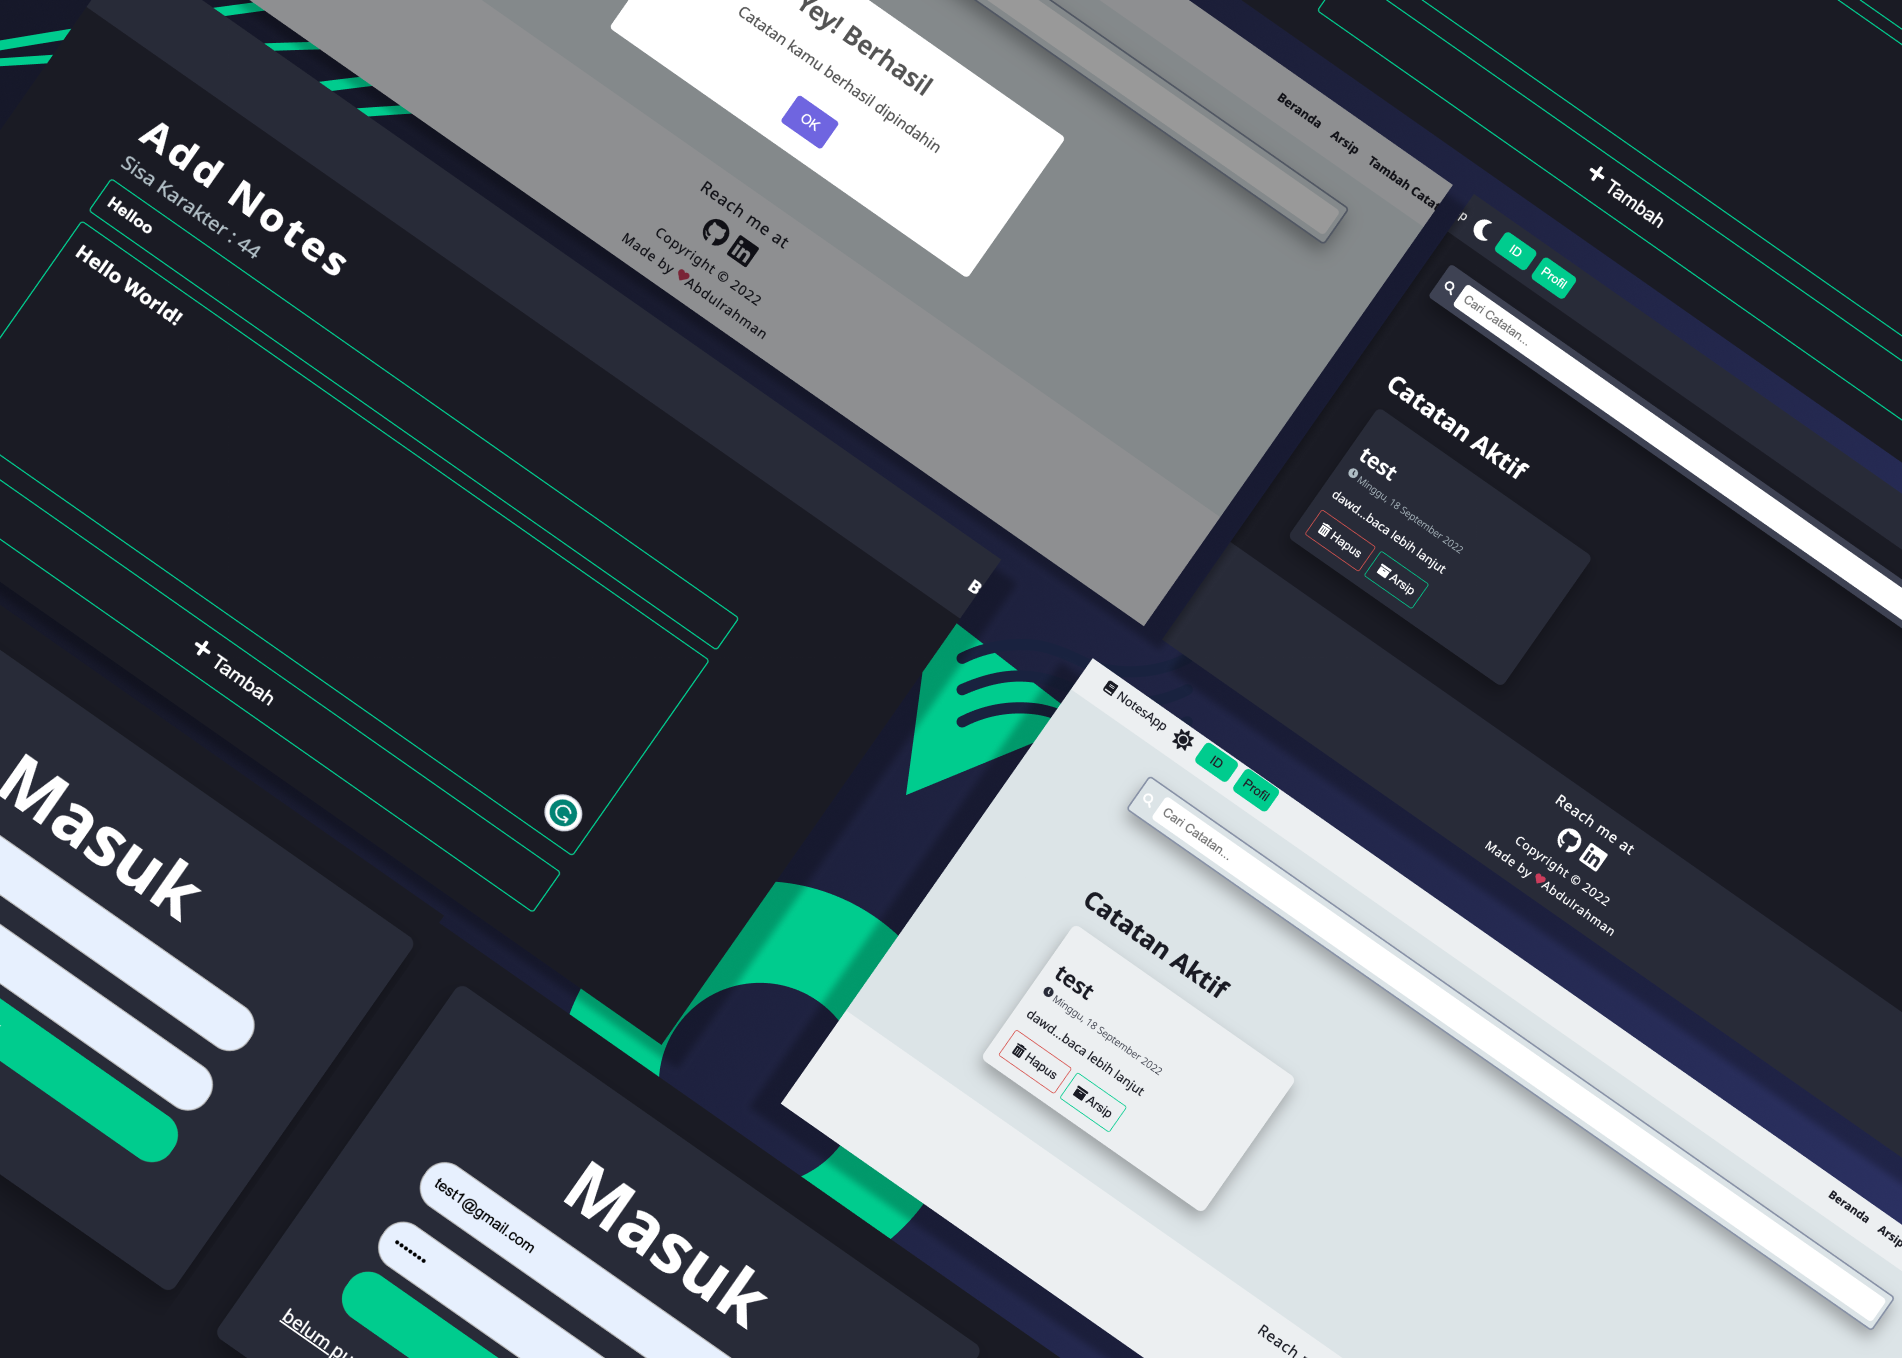 Add Notes
Sisa Karakter : 44
Helloo
Hello World!
Tambah
B
Yey! Berhasil
Catatan kamu berhasil dipindahin
OK
Reach me at
Copyright © 2022
Made by ❤Abdulrahman
Beranda Arsip Tambah
Tambah
p ID Profil
Cari Catatan...
Catatan Aktif
test
Minggu, 18 September 2022
dawd...baca lebih lanjut
Hapus Arsip
Reach me at
Copyright © 2022
Made by ❤Abdulrahman
NotesApp ID Profil
Cari Catatan...
Catatan Aktif
test
Minggu, 18 September 2022
dawd...baca lebih lanjut
Hapus Arsip
Beranda Arsip
Reach
Masuk
Masuk
test1@gmail.com
•••••••
belum